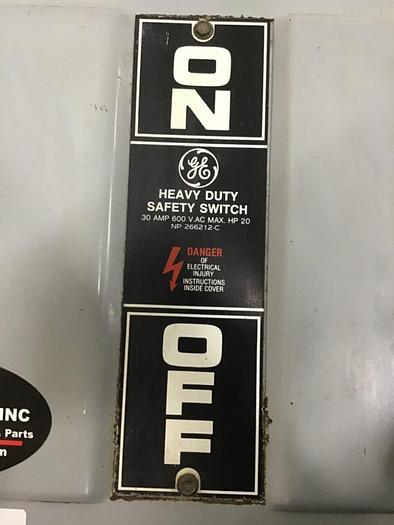 ON
GE
HEAVY DUTY
SAFETY SWITCH
30 AMP 600 V.AC MAX. HP 20
NP 266212-C
DANGER
OF
ELECTRICAL
INJURY
INSTRUCTIONS
INSIDE COVER
OFF
INC
Parts
m